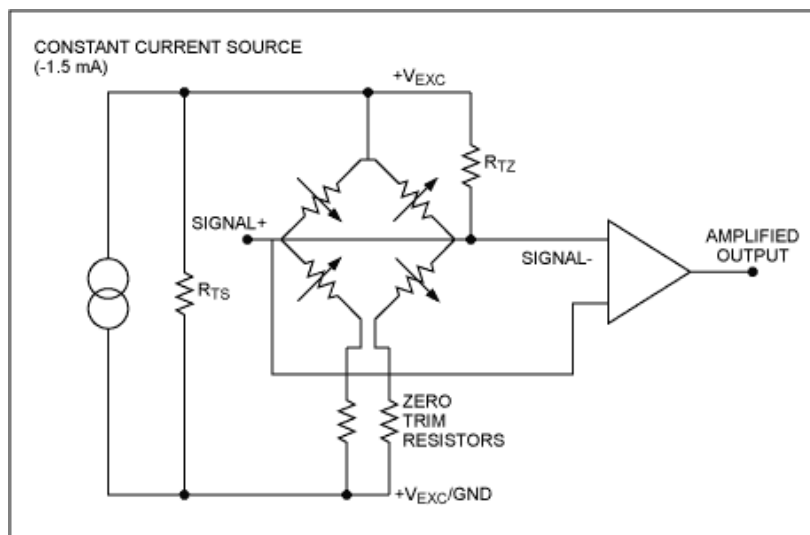 CONSTANT CURRENT SOURCE
(-1.5 mA)
+VEXC
RTZ
SIGNAL+
SIGNAL-
AMPLIFIED
OUTPUT
RTS
ZERO
TRIM
RESISTORS
+VEXC/GND